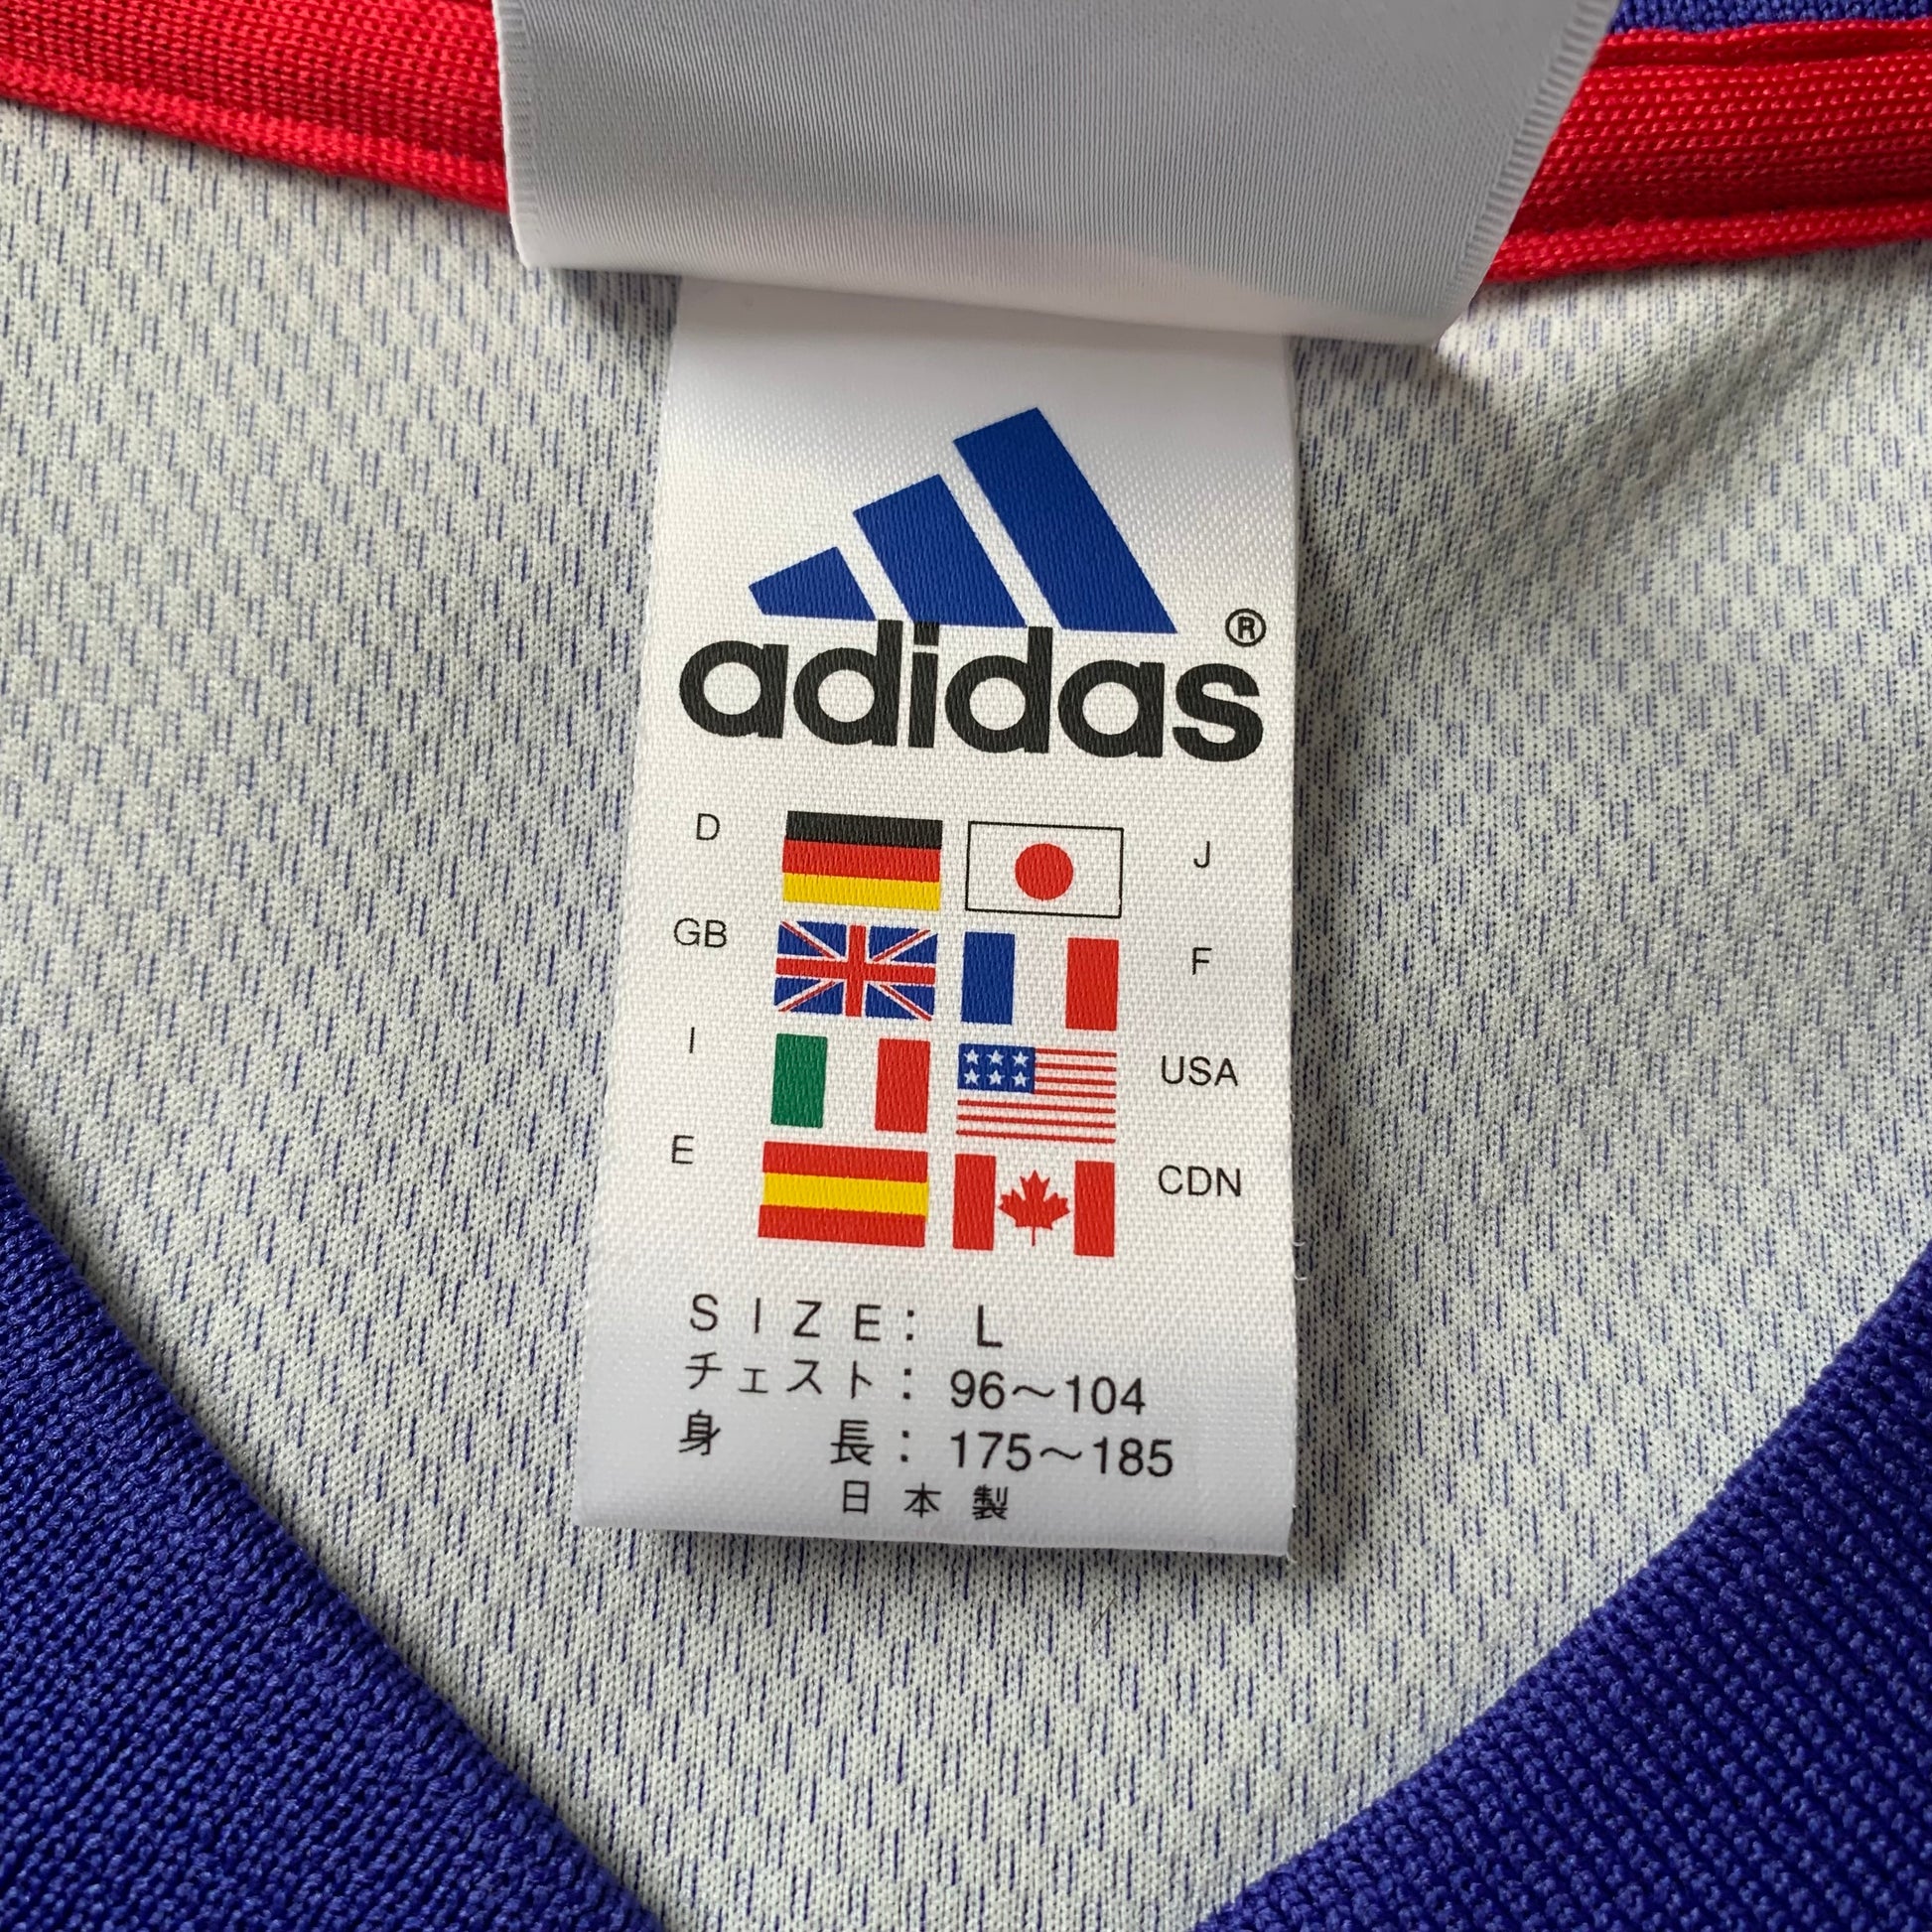 adidas®
D J
GB F
I USA
E CDN
SIZE: L
チェスト: 96〜104
身長: 175〜185
日本製